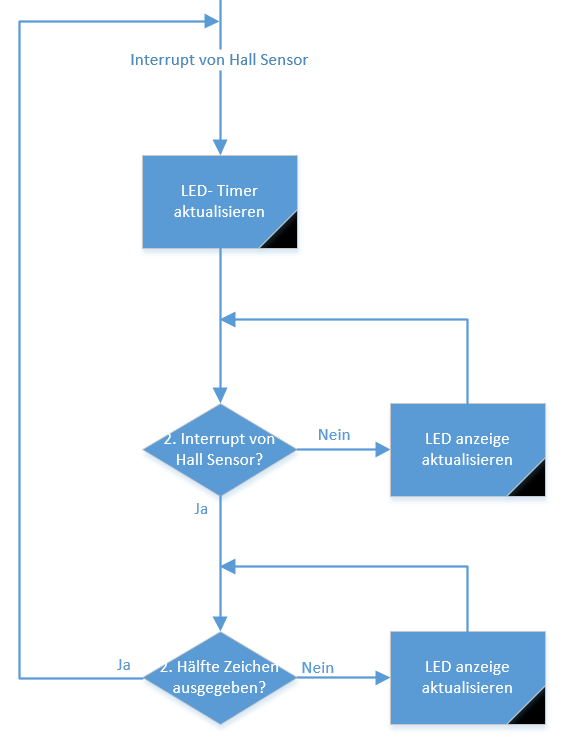 Interrupt von Hall Sensor
LED- Timer
aktualisieren
2. Interrupt von
Hall Sensor?
Nein
LED anzeige
aktualisieren
Ja
2. Hälfte Zeichen
ausgegeben?
Ja
Nein
LED anzeige
aktualisieren